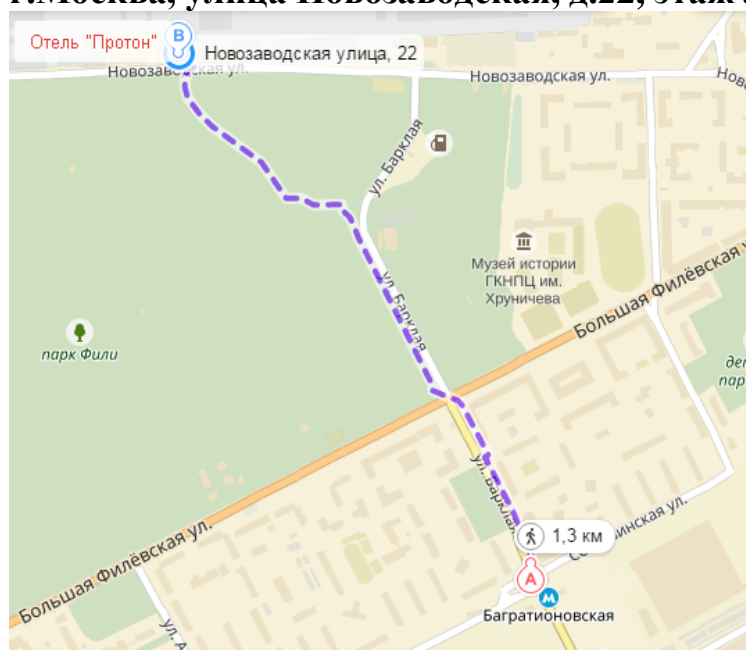 г.Москва, улица Новозаводская, д.22, этаж
Отель "Протон"
B
Новозаводская улица, 22
Новозаводская ул.
Новозаводская ул.
ул. Барклая
Музей истории
ГКНПЦ им.
Хруничева
Большая Филёвская
парк Фили
ул. Барклая
ул. Барклая
1,3 км
A
Багратионовская
Большая Филёвская ул.